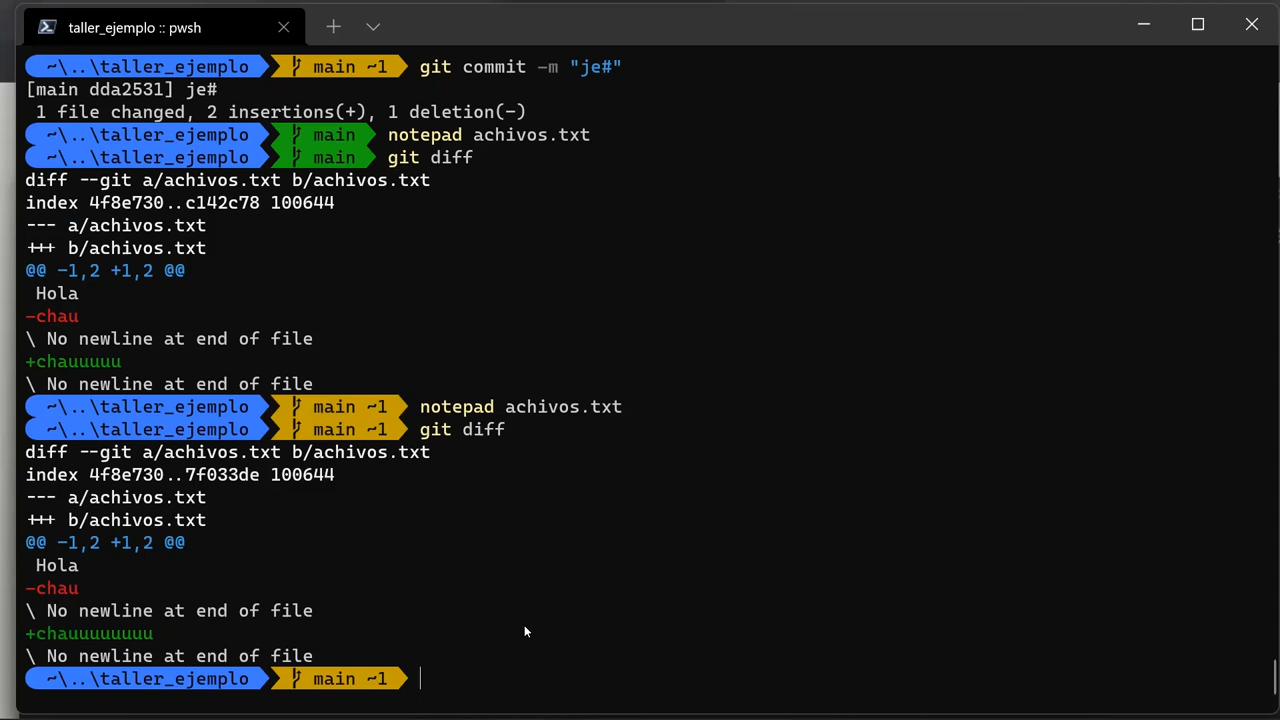 taller_ejemplo :: pwsh
~\..\taller_ejemplo main ~1 git commit -m "je#"
[main dda2531] je#
1 file changed, 2 insertions(+), 1 deletion(-)
~\..\taller_ejemplo main notepad achivos.txt
~\..\taller_ejemplo main git diff
diff --git a/achivos.txt b/achivos.txt
index 4f8e730..c142c78 100644
--- a/achivos.txt
+++ b/achivos.txt
@@ -1,2 +1,2 @@
Hola
-chau
\ No newline at end of file
+chauuuuu
\ No newline at end of file
~\..\taller_ejemplo main ~1 notepad achivos.txt
~\..\taller_ejemplo main ~1 git diff
diff --git a/achivos.txt b/achivos.txt
index 4f8e730..7f033de 100644
--- a/achivos.txt
+++ b/achivos.txt
@@ -1,2 +1,2 @@
Hola
-chau
\ No newline at end of file
+chauuuuuuuuu
\ No newline at end of file
~\..\taller_ejemplo main ~1